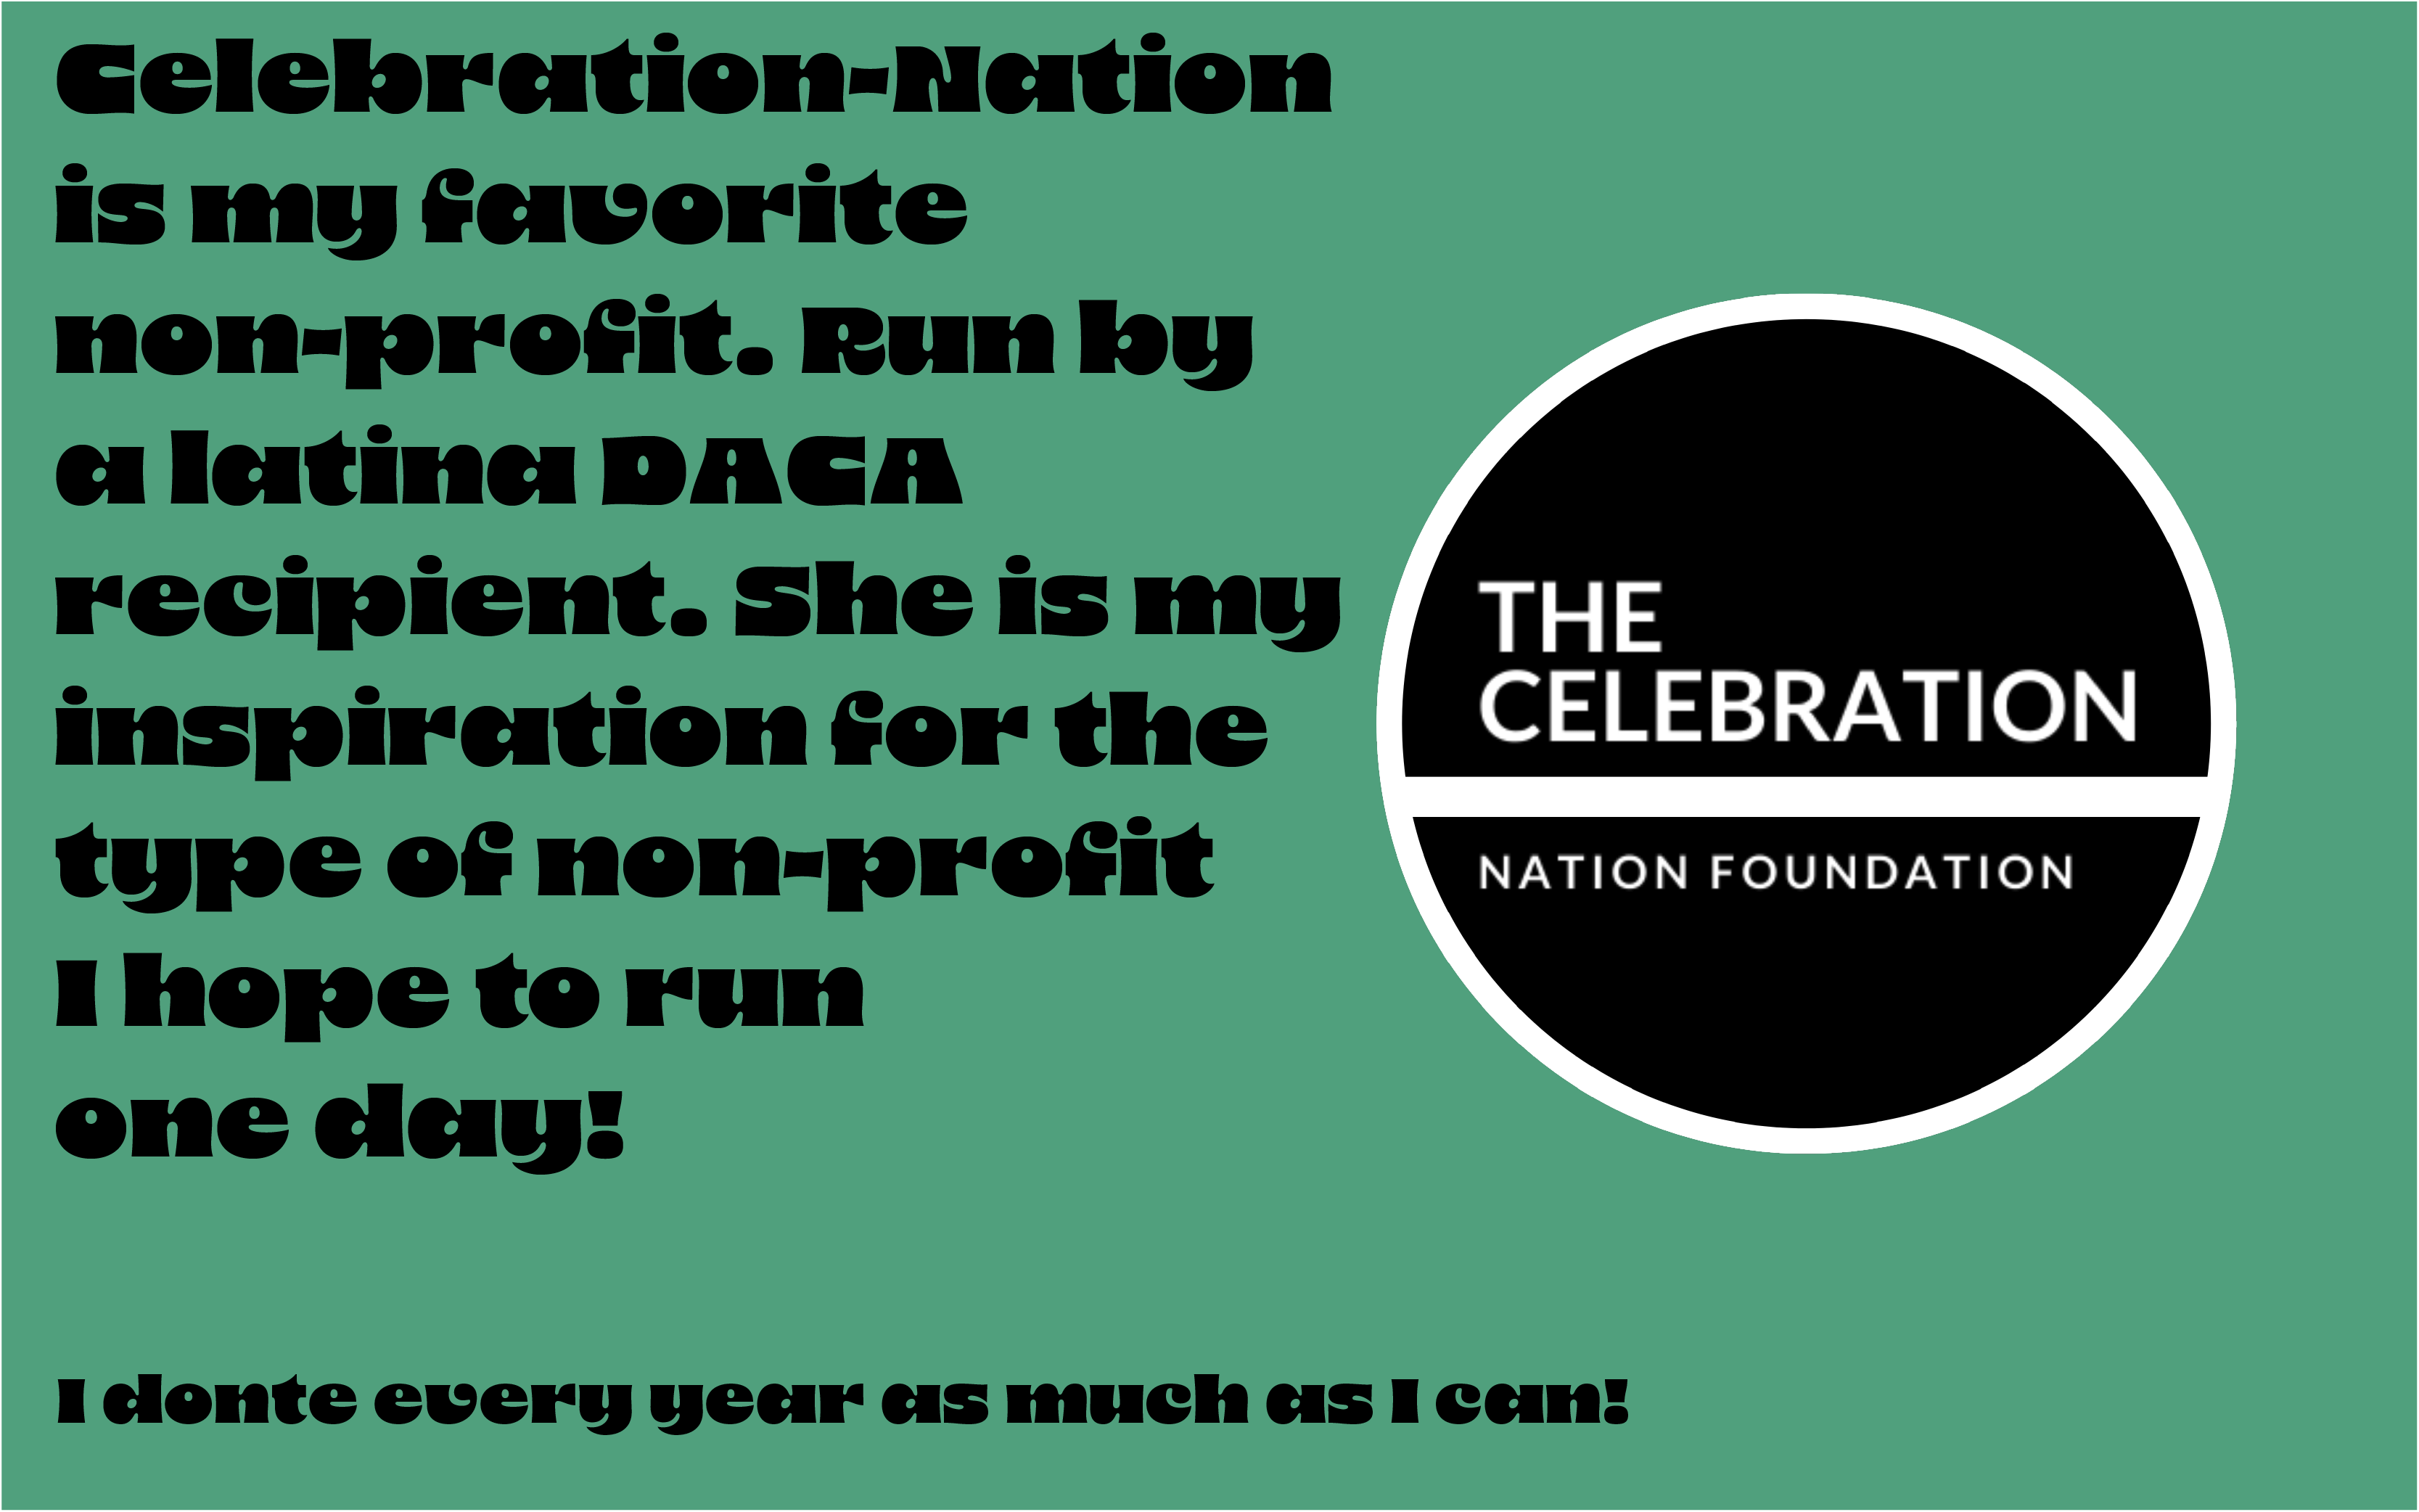 Celebration-Nation
is my favorite
non-profit. Run by
a latina DACA
recipient. She is my
inspiration for the
type of non-profit
I hope to run
one day!
THE
CELEBRATION
NATION FOUNDATION
I donte every year as much as I can!